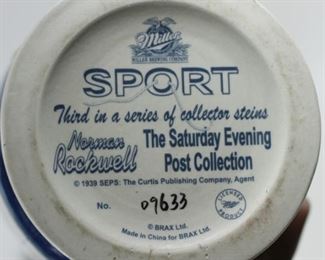 Miller
MILLER BREWING COMPANY
SPORT
Third in a series of collector steins
Norman Rockwell
The Saturday Evening
Post Collection
© 1939 SEPS: The Curtis Publishing Company, Agent
No. 09633
© BRAX Ltd.
Made in China for BRAX Ltd.
LICENSED
PRODUCT